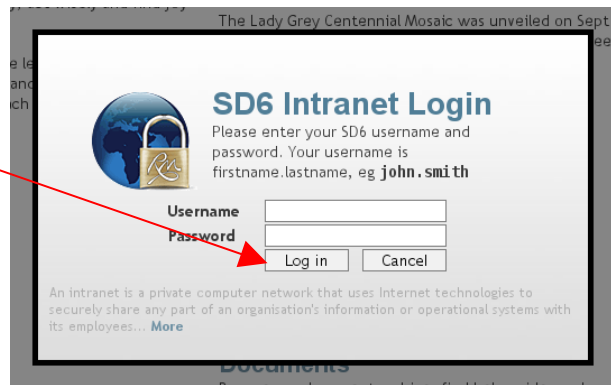 The Lady Grey Centennial Mosaic was unveiled on Sept
SD6 Intranet Login
Please enter your SD6 username and
password. Your username is
firstname.lastname, eg john.smith
Rm
Username
Password
Log in Cancel
An intranet is a private computer network that uses Internet technologies to
securely share any part of an organisation's information or operational systems with
its employees... More
Documents